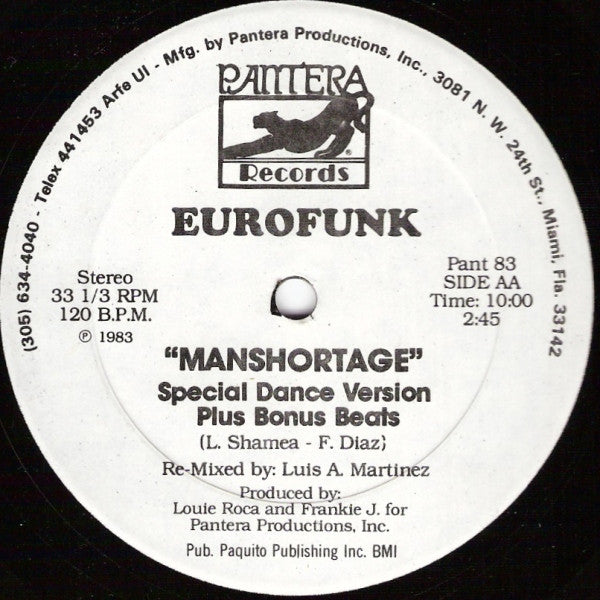 (305) 634-4040 - Telex 441453 Arfe UI - Mfg. by Pantera Productions, Inc., 3081 N. W. 24th St., Miami, Fla. 33142
PANTERA
®
Records
EUROFUNK
Stereo
33 1/3 RPM
120 B.P.M.
℗ 1983
Pant 83
SIDE AA
Time: 10:00
2:45
"MANSHORTAGE"
Special Dance Version
Plus Bonus Beats
(L. Shamea - F. Diaz)
Re-Mixed by: Luis A. Martinez
Produced by:
Louie Roca and Frankie J. for
Pantera Productions, Inc.
Pub. Paquito Publishing Inc. BMI